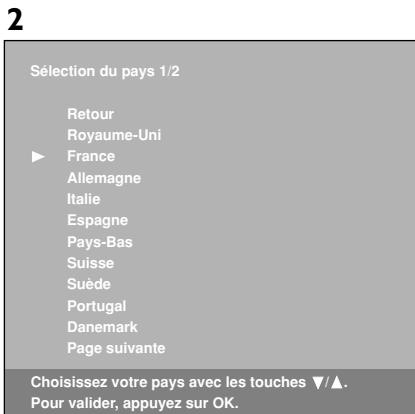 2
Sélection du pays 1/2
Retour
Royaume-Uni
► France
Allemagne
Italie
Espagne
Pays-Bas
Suisse
Suède
Portugal
Danemark
Page suivante
Choisissez votre pays avec les touches ▼/▲.
Pour valider, appuyez sur OK.